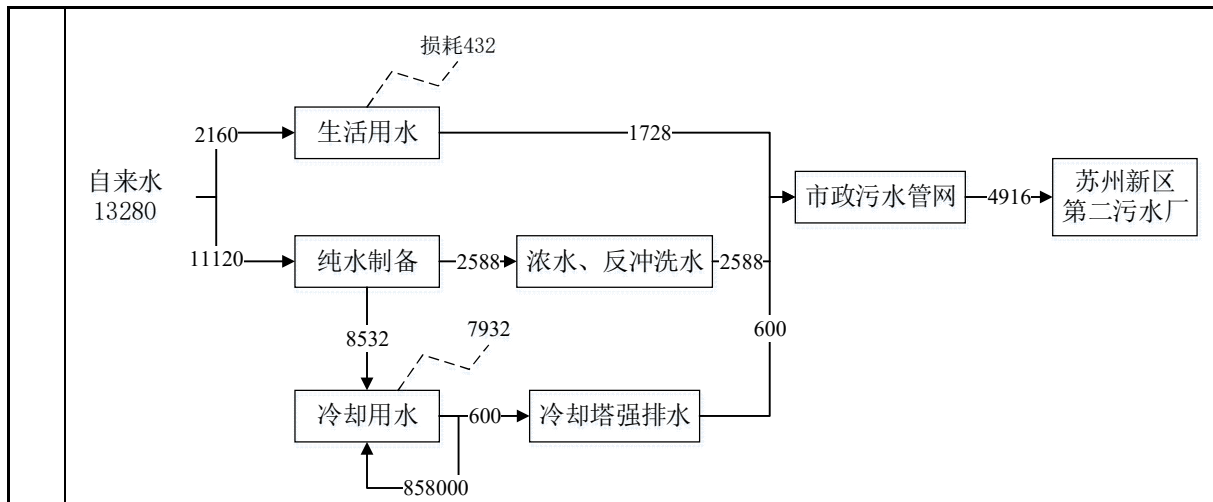 损耗432
2160
生活用水
1728
自来水
13280
市政污水管网
4916
苏州新区
第二污水厂
11120
纯水制备
2588
浓水、反冲洗水
2588
8532
7932
600
冷却用水
600
冷却塔强排水
858000